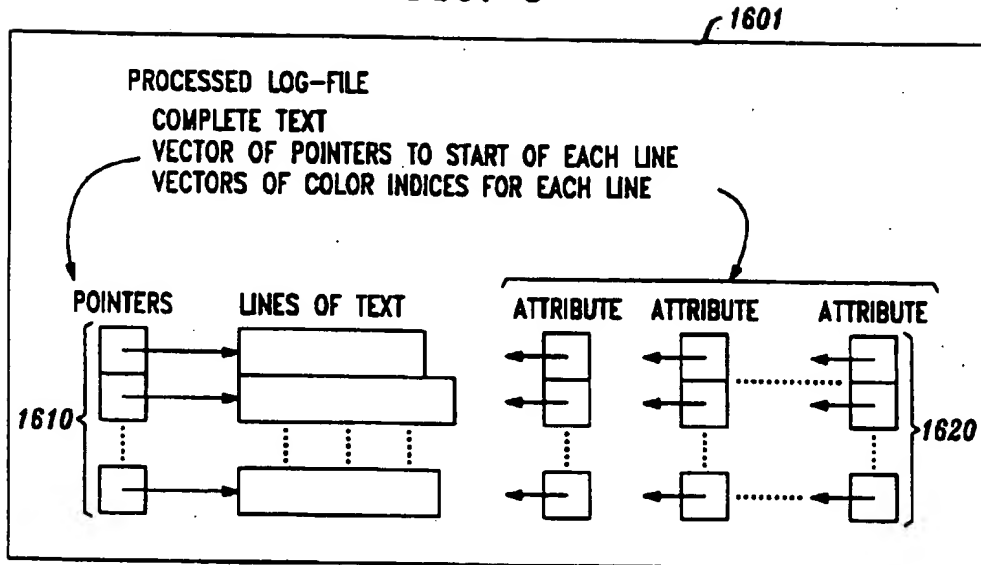 1601
PROCESSED LOG-FILE
COMPLETE TEXT
VECTOR OF POINTERS TO START OF EACH LINE
VECTORS OF COLOR INDICES FOR EACH LINE
POINTERS LINES OF TEXT ATTRIBUTE ATTRIBUTE ATTRIBUTE
1610 1620